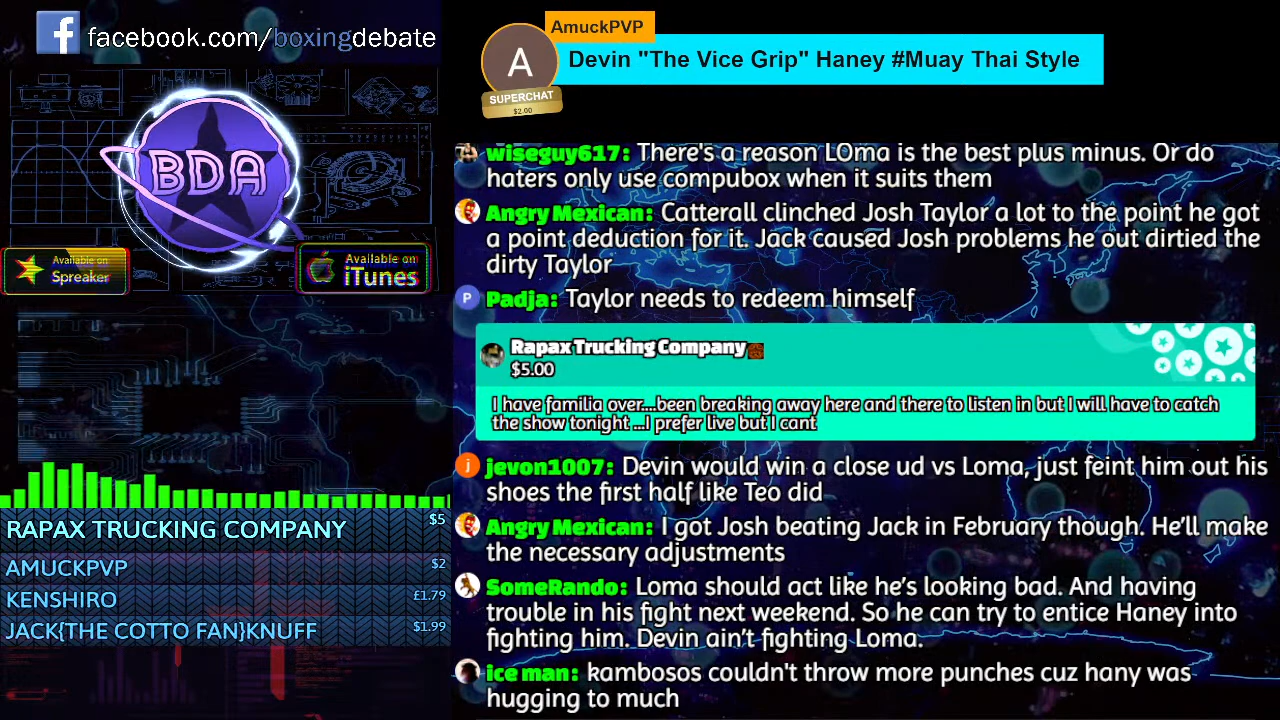 facebook.com/boxingdebate
BDA
Available on
Spreaker
Available on
iTunes
AmuckPVP
A
Devin "The Vice Grip" Haney #Muay Thai Style
SUPERCHAT
$2.00
wiseguy617: There's a reason LOma is the best plus minus. Or do
haters only use compubox when it suits them
Angry Mexican: Catterall clinched Josh Taylor a lot to the point he got
a point deduction for it. Jack caused Josh problems he out dirtied the
dirty Taylor
P
Padja: Taylor needs to redeem himself
Rapax Trucking Company
$5.00
I have familia over....been breaking away here and there to listen in but I will have to catch
the show tonight ...I prefer live but I cant
j
jevon1007: Devin would win a close ud vs Loma, just feint him out his
shoes the first half like Teo did
Angry Mexican: I got Josh beating Jack in February though. He’ll make
the necessary adjustments
SomeRando: Loma should act like he’s looking bad. And having
trouble in his fight next weekend. So he can try to entice Haney into
fighting him. Devin ain’t fighting Loma.
ice man: kambosos couldn't throw more punches cuz hany was
hugging to much
RAPAX TRUCKING COMPANY $5
AMUCKPVP $2
KENSHIRO £1.79
JACK{THE COTTO FAN}KNUFF $1.99